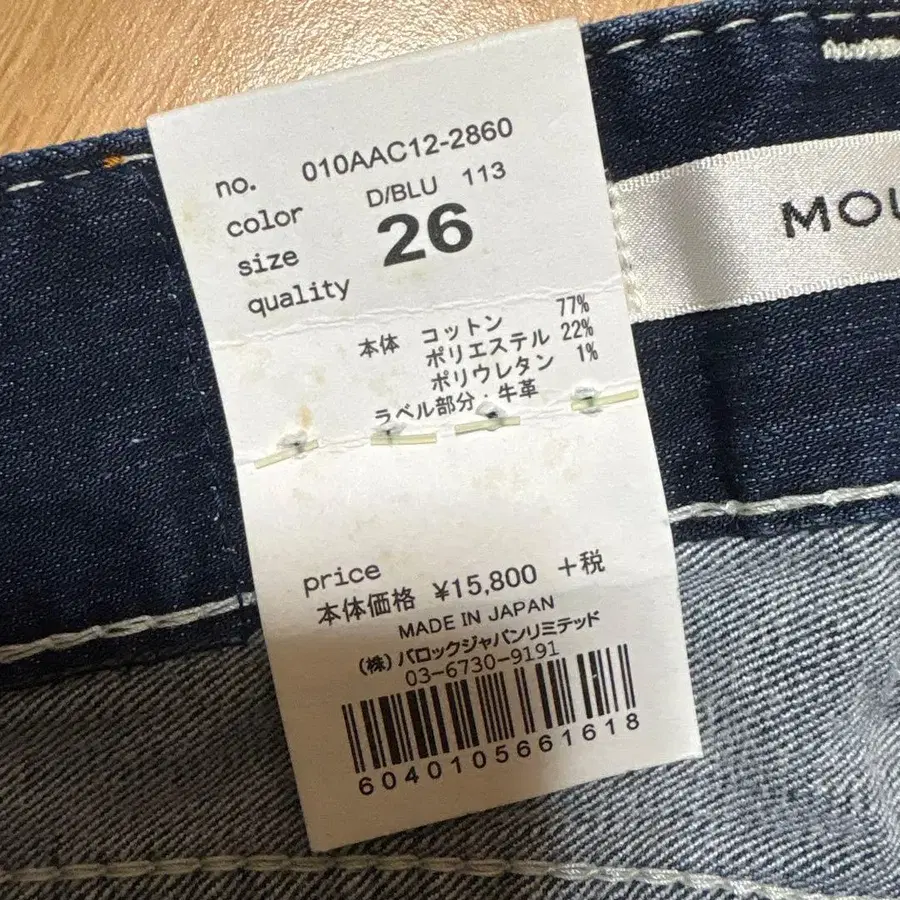 no. 010AAC12-2860
color D/BLU 113
size 26
quality
本体 コットン 77%
ポリエステル 22%
ポリウレタン 1%
ラベル部分・牛革
price
本体価格 ¥15,800 +税
MADE IN JAPAN
(株)バロックジャパンリミテッド
03-6730-9191
6040105661618